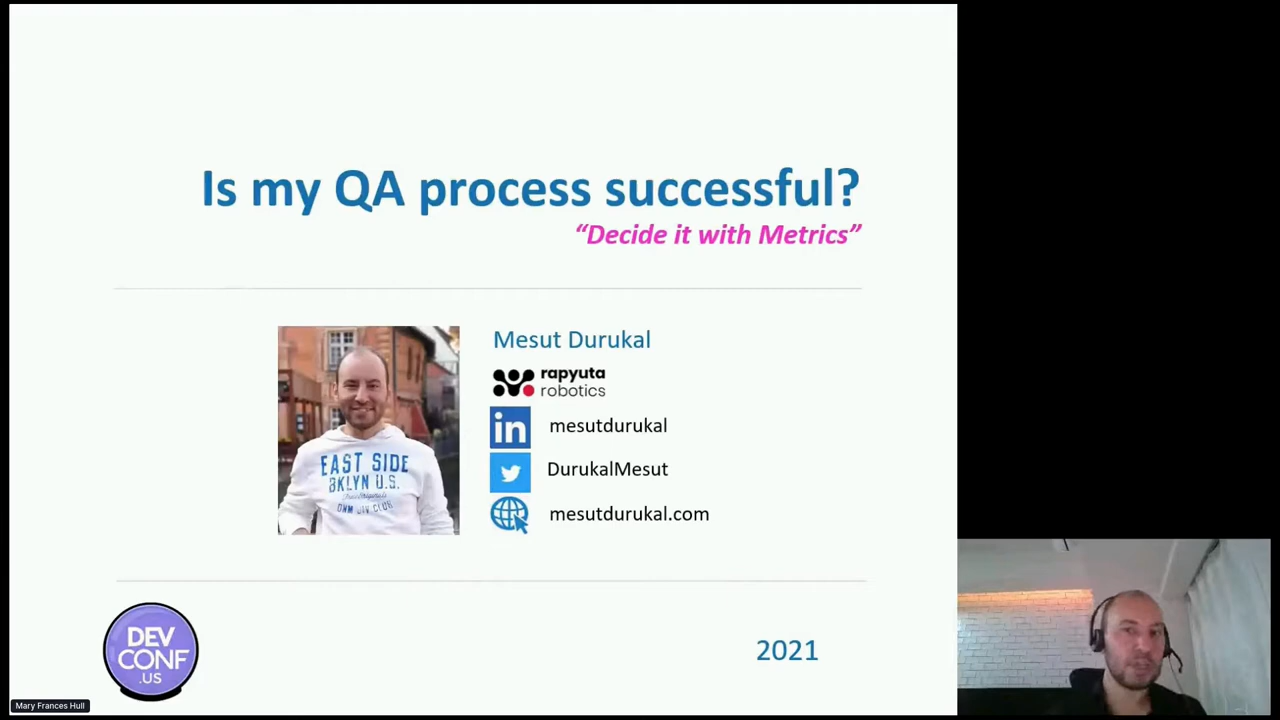 Is my QA process successful?
“Decide it with Metrics”
Mesut Durukal
rapyuta
robotics
in
mesutdurukal
DurukalMesut
mesutdurukal.com
EAST SIDE
BKLYN U.S.
DEV
CONF
.US
2021
Mary Frances Hull